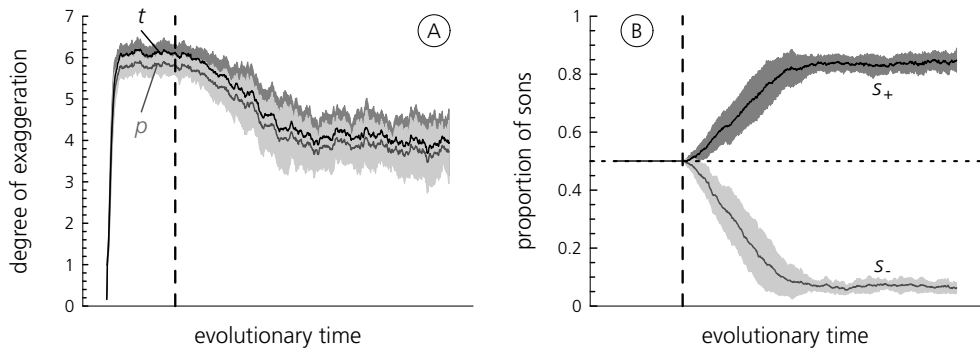 A
degree of exaggeration
7
6
5
4
3
2
1
0
t
p
evolutionary time
B
proportion of sons
1
0.8
0.6
0.4
0.2
0
s+
s-
evolutionary time